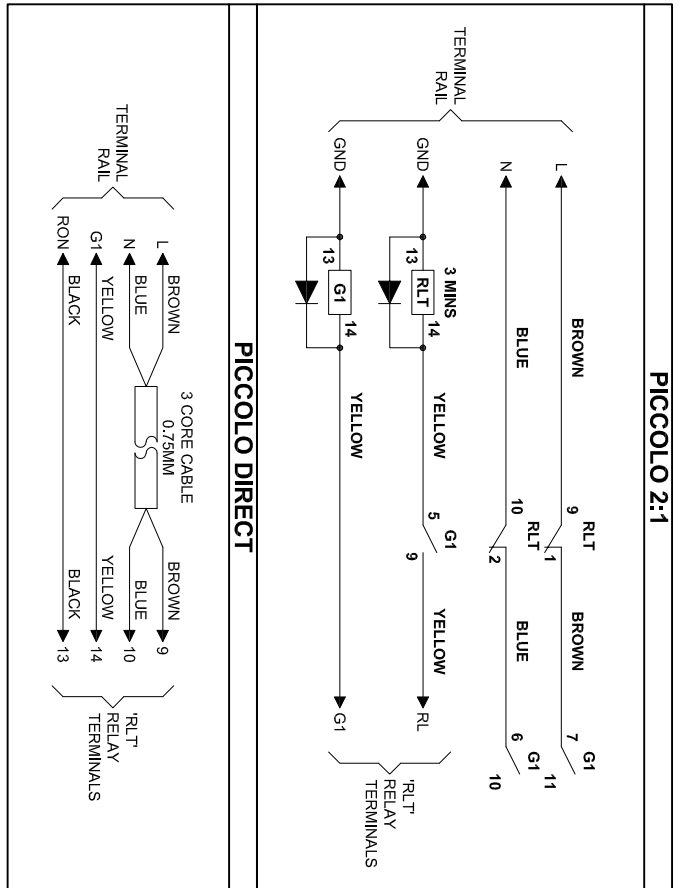 PICCOLO 2:1
L
BROWN
9
RLT
1
BROWN
7
G1
11
N
BLUE
10
RLT
2
BLUE
6
G1
10
TERMINAL
RAIL
3 MINS
GND
13
RLT
14
YELLOW
5
G1
9
YELLOW
RL
GND
13
G1
14
YELLOW
G1
'RLT'
RELAY
TERMINALS
PICCOLO DIRECT
3 CORE CABLE
0.75MM
TERMINAL
RAIL
L
BROWN
BROWN
9
N
BLUE
BLUE
10
G1
YELLOW
YELLOW
14
RON
BLACK
BLACK
13
'RLT'
RELAY
TERMINALS